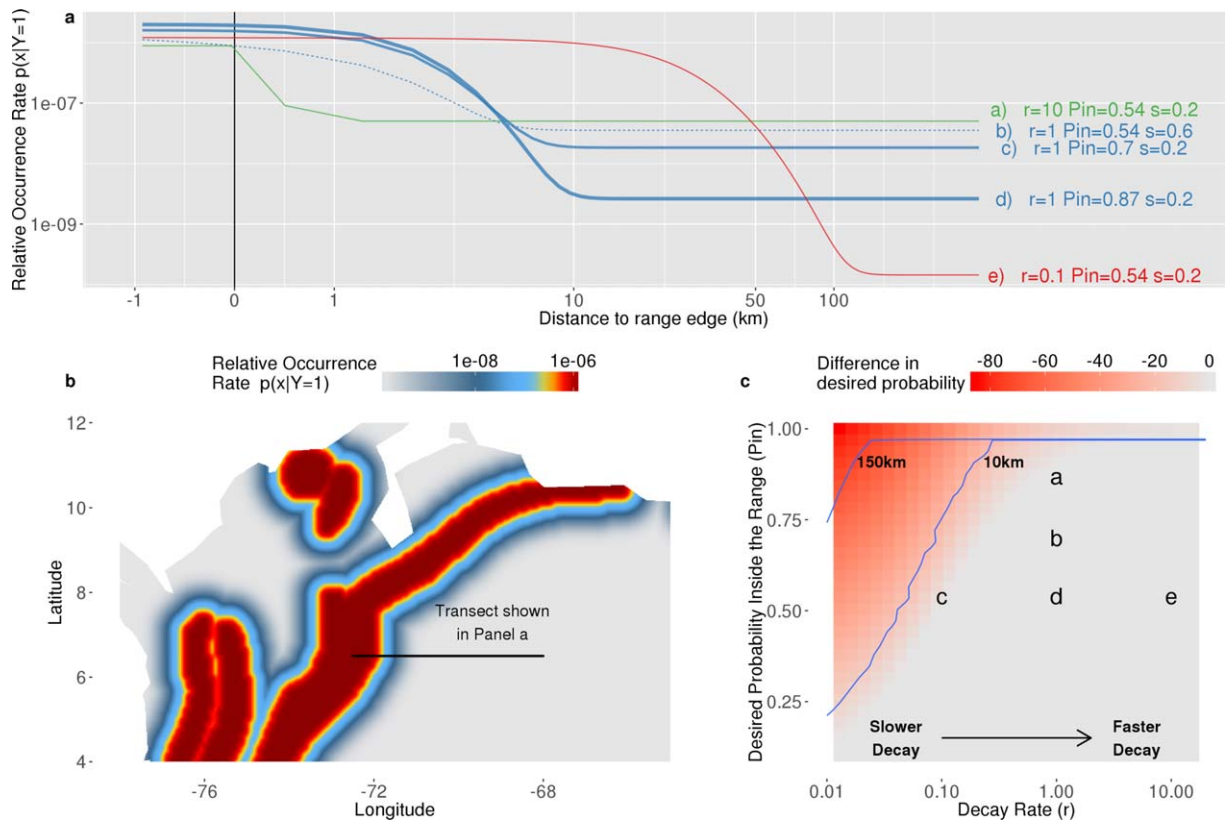 a
Relative Occurrence Rate p(x|Y=1)
1e-07
1e-09
a) r=10 Pin=0.54 s=0.2
b) r=1 Pin=0.54 s=0.6
c) r=1 Pin=0.7 s=0.2
d) r=1 Pin=0.87 s=0.2
e) r=0.1 Pin=0.54 s=0.2
-1 0 1 10 50 100
Distance to range edge (km)
b
Relative Occurrence
Rate p(x|Y=1)
1e-08 1e-06
Latitude
12
10
8
6
4
Transect shown
in Panel a
-76 -72 -68
Longitude
c
Difference in
desired probability
-80 -60 -40 -20 0
Desired Probability Inside the Range (Pin)
1.00
0.75
0.50
0.25
150km 10km
a
b
c d e
Slower
Decay
Faster
Decay
0.01 0.10 1.00 10.00
Decay Rate (r)